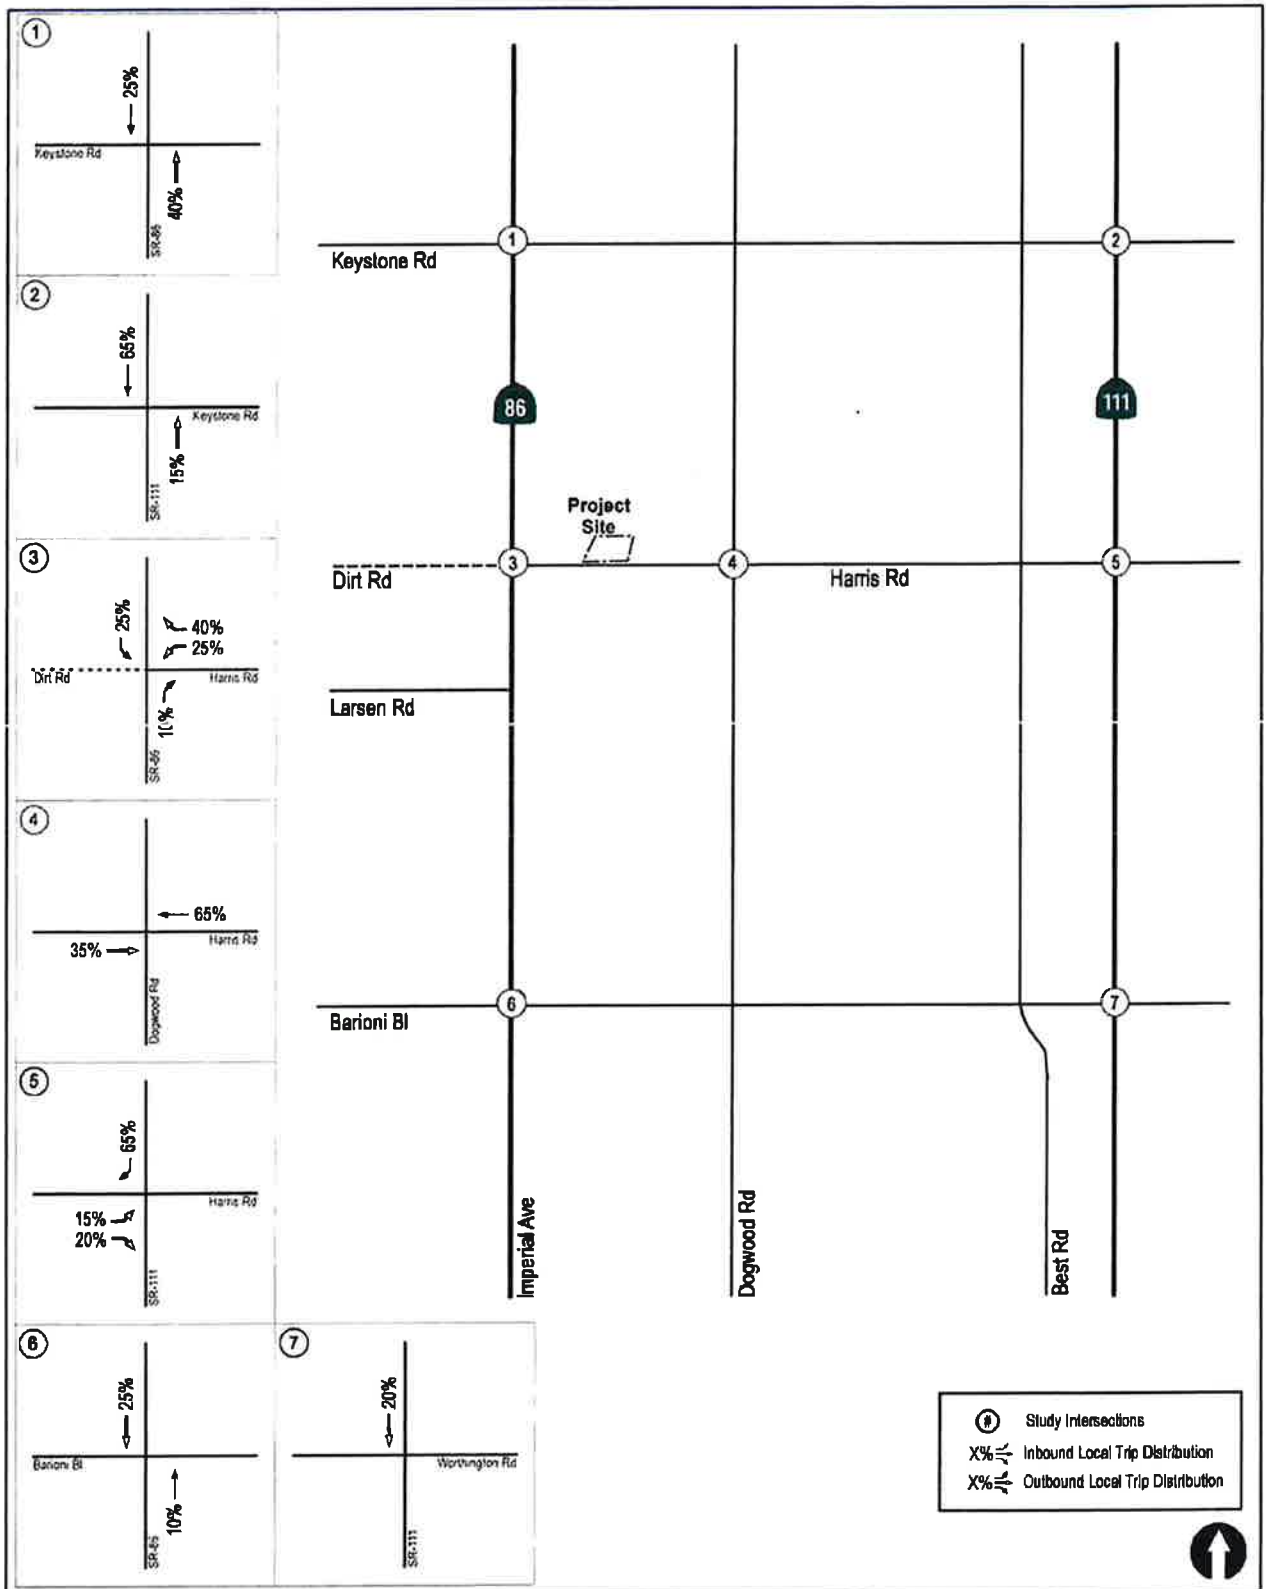 1
25%
Keystone Rd
40%
SR-86
2
65%
Keystone Rd
15%
SR-111
3
25%
40%
25%
Dirt Rd
Harris Rd
10%
SR-86
4
65%
Harris Rd
35%
Dogwood Rd
5
65%
Harris Rd
15%
20%
SR-111
6
25%
Barioni Bl
10%
SR-86
7
20%
Worthington Rd
SR-111
1
2
Keystone Rd
86
111
Project
Site
3
4
5
Dirt Rd
Harris Rd
Larsen Rd
6
7
Barioni Bl
Imperial Ave
Dogwood Rd
Best Rd
# Study Intersections
X% Inbound Local Trip Distribution
X% Outbound Local Trip Distribution